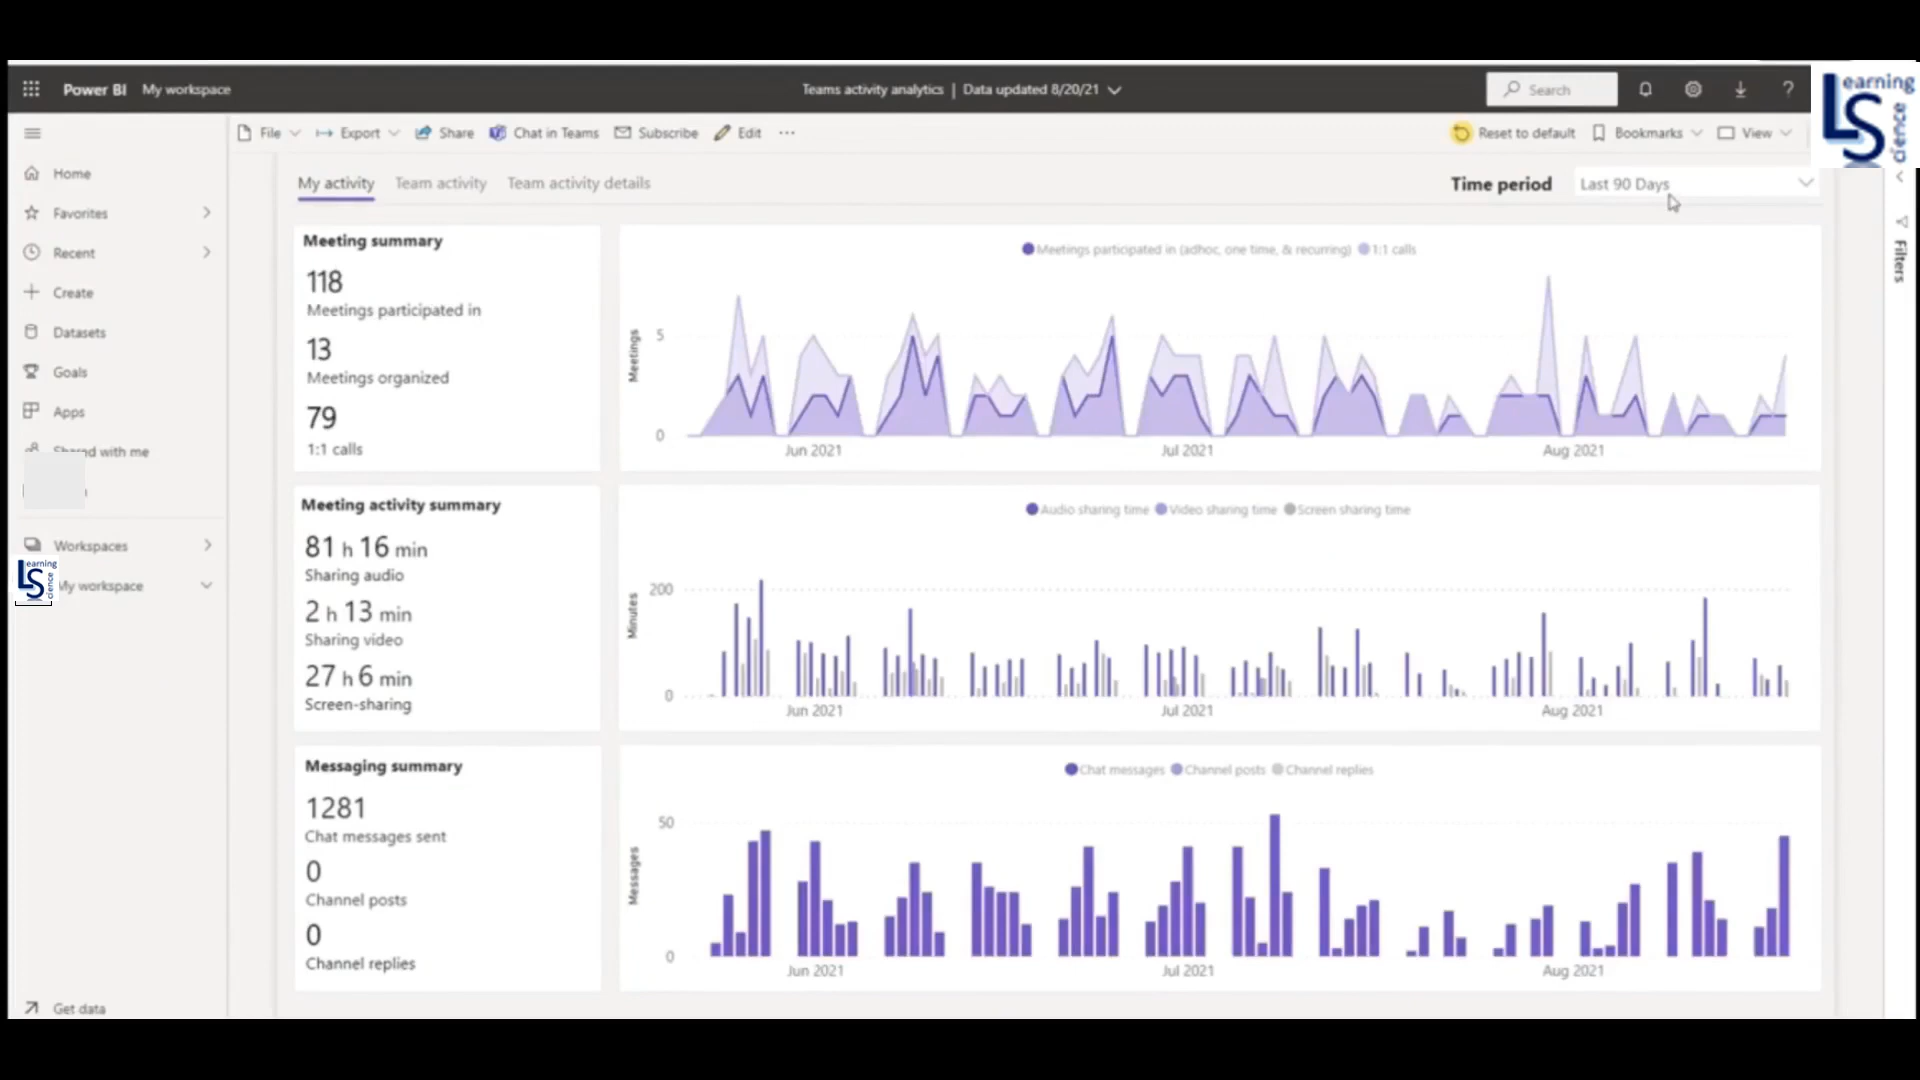 Power BI My workspace
Teams activity analytics | Data updated 8/20/21
Search
?
Learning Science
File Export Share Chat in Teams Subscribe Edit ...
Reset to default Bookmarks View
Home
Favorites
Recent
Create
Datasets
Goals
Apps
Shared with me
Workspaces
Learning Science
My workspace
Get data
My activity Team activity Team activity details
Time period Last 90 Days
Filters
Meeting summary
118
Meetings participated in
13
Meetings organized
79
1:1 calls
Meetings participated in (adhoc, one time, & recurring) 1:1 calls
Meetings
5
0
Jun 2021 Jul 2021 Aug 2021
Meeting activity summary
81 h 16 min
Sharing audio
2 h 13 min
Sharing video
27 h 6 min
Screen-sharing
Audio sharing time Video sharing time Screen sharing time
Minutes
200
0
Jun 2021 Jul 2021 Aug 2021
Messaging summary
1281
Chat messages sent
0
Channel posts
0
Channel replies
Chat messages Channel posts Channel replies
Messages
50
0
Jun 2021 Jul 2021 Aug 2021